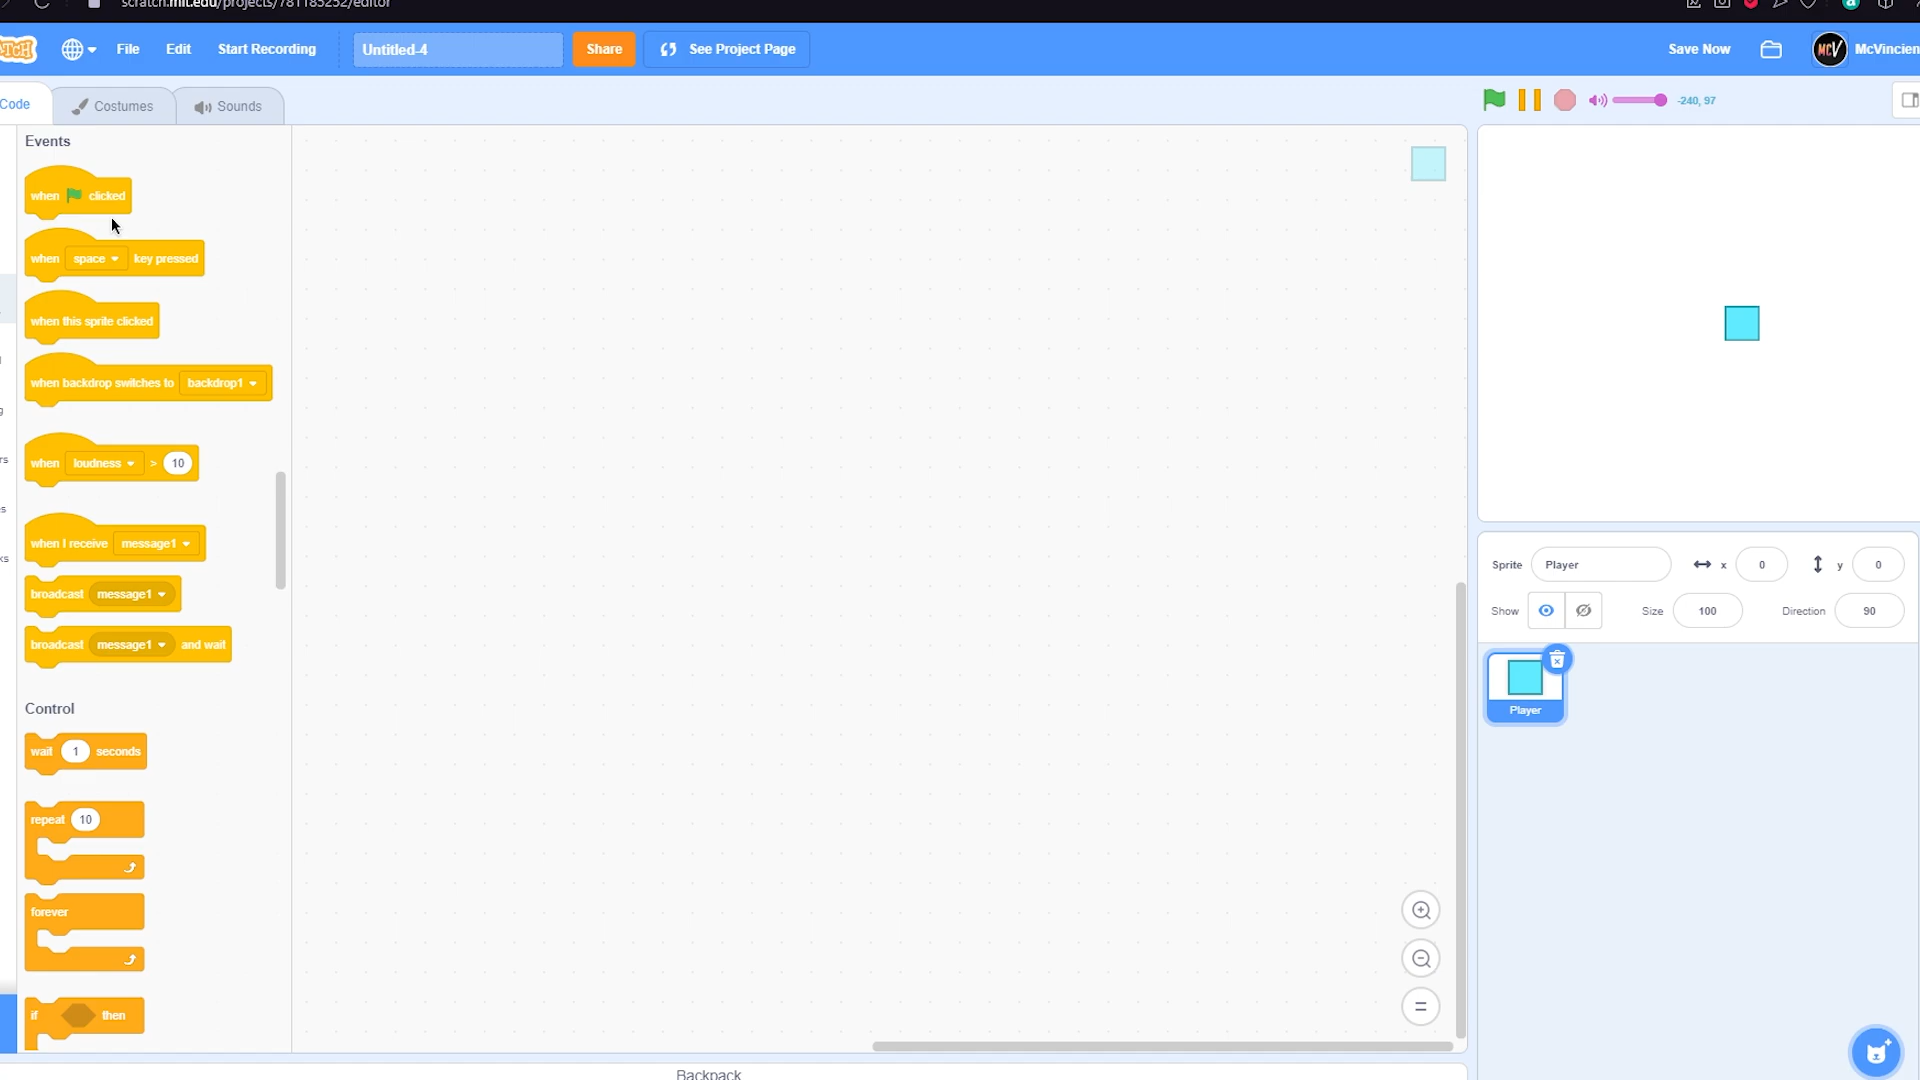 scratch.mit.edu/projects/781185252/editor
File Edit Start Recording Untitled-4 Share See Project Page Save Now McVincien
Code Costumes Sounds -240, 97
Events
when clicked
when space key pressed
when this sprite clicked
when backdrop switches to backdrop1
when loudness > 10
when I receive message1
broadcast message1
broadcast message1 and wait
Control
wait 1 seconds
repeat 10
forever
if then
Sprite Player x 0 y 0
Show Size 100 Direction 90
Player
Backpack